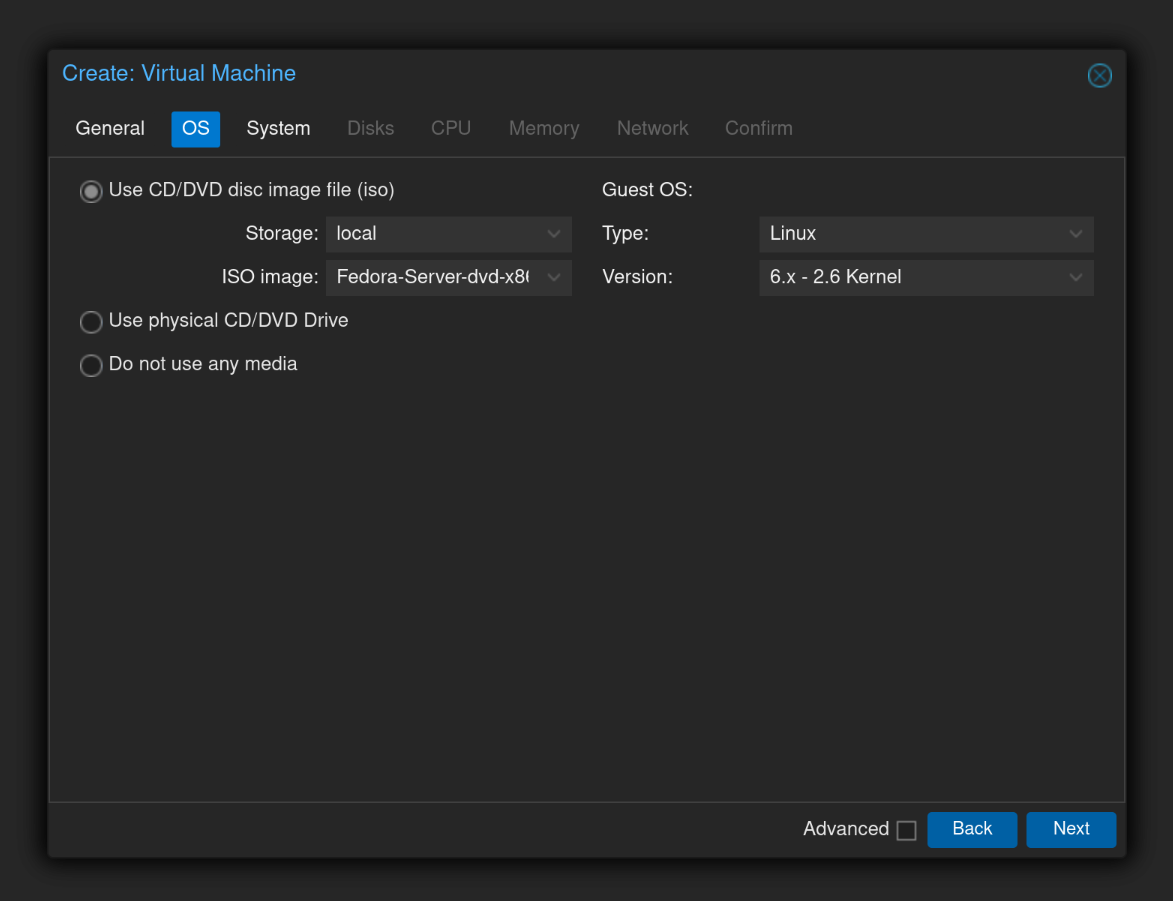 Create: Virtual Machine
General OS System Disks CPU Memory Network Confirm
Use CD/DVD disc image file (iso)
Storage: local
ISO image: Fedora-Server-dvd-x8
Use physical CD/DVD Drive
Do not use any media
Guest OS:
Type: Linux
Version: 6.x - 2.6 Kernel
Advanced Back Next